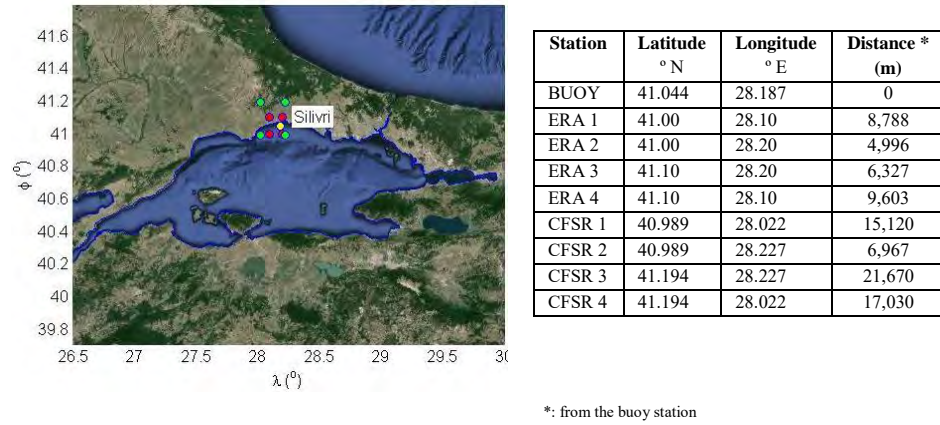 41.6
41.4
41.2
41
40.8
40.6
40.4
40.2
40
39.8
φ (⁰)
26.5 27 27.5 28 28.5 29 29.5 30
λ (⁰)
Silivri
Station Latitude Longitude Distance *
º N º E (m)
BUOY 41.044 28.187 0
ERA 1 41.00 28.10 8,788
ERA 2 41.00 28.20 4,996
ERA 3 41.10 28.20 6,327
ERA 4 41.10 28.10 9,603
CFSR 1 40.989 28.022 15,120
CFSR 2 40.989 28.227 6,967
CFSR 3 41.194 28.227 21,670
CFSR 4 41.194 28.022 17,030
*: from the buoy station